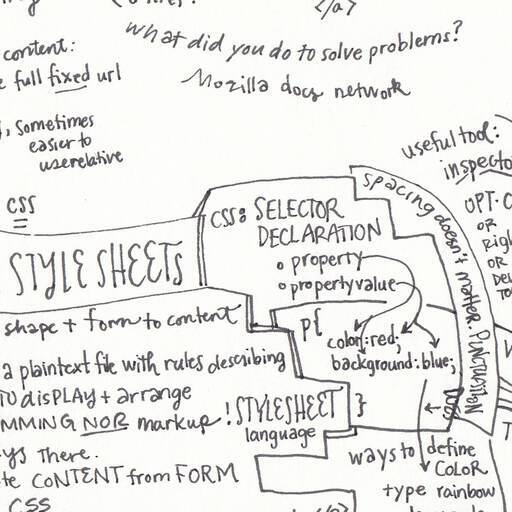 </a>
what did you do to solve problems?
Mozilla docs network
content:
full fixed url
sometimes
easier to
use relative
useful tool:
inspecto
OPT-C
OR
Righ
OR
Del
TO
CSS
STYLE SHEETS
shape + form to content
a plaintext file with rules describing
TO disPLAY + arrange
MMING NOR markup! STYLESHEET
language
ys There.
te CONTENT from FORM
CSS
CSS: SELECTOR
DECLARATION
o property
o property value
p{
color: red;
background: blue;
}
spacing doesn't matter. PUNCTUATION
DOES
ways to define
COLOR
type rainbow
</a>